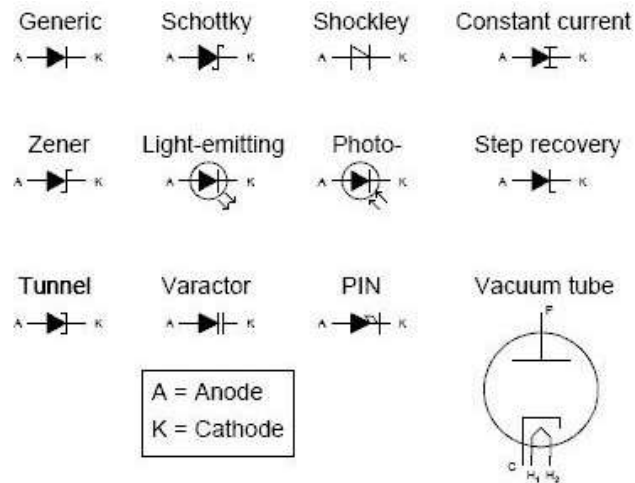 Generic Schottky Shockley Constant current
A K A K A K A K
Zener Light-emitting Photo- Step recovery
A K A K A K A K
Tunnel Varactor PIN Vacuum tube
P
A K A K A K
A = Anode
K = Cathode
C H1 H2